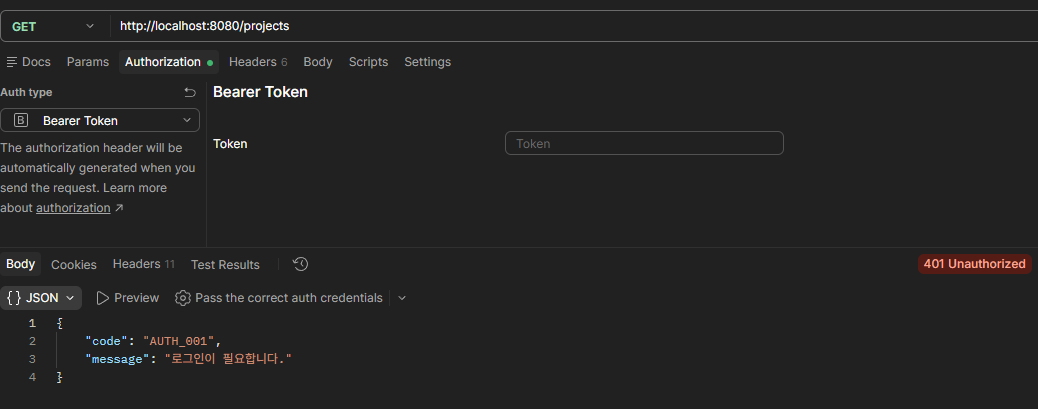 GET http://localhost:8080/projects
Docs Params Authorization Headers 6 Body Scripts Settings
Auth type
B Bearer Token
The authorization header will be
automatically generated when you
send the request. Learn more
about authorization ↗
Bearer Token
Token Token
Body Cookies Headers 11 Test Results 401 Unauthorized
{} JSON Preview Pass the correct auth credentials
1 {
2 "code": "AUTH_001",
3 "message": "로그인이 필요합니다."
4 }